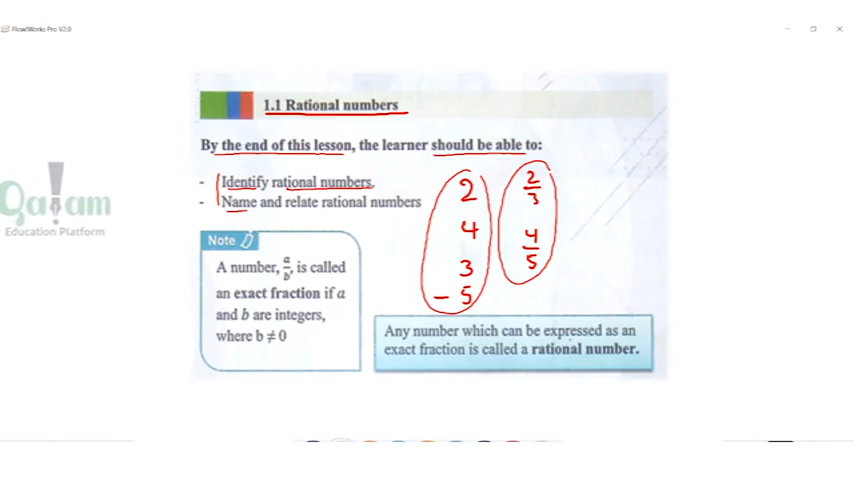 FlowWorks Pro V2.0
1.1 Rational numbers
By the end of this lesson, the learner should be able to:
- Identify rational numbers.
- Name and relate rational numbers
Qalam
Education Platform
2
4
3
- 5
2/3
4/5
Note
A number, a/b, is called
an exact fraction if a
and b are integers,
where b ≠ 0
Any number which can be expressed as an
exact fraction is called a rational number.